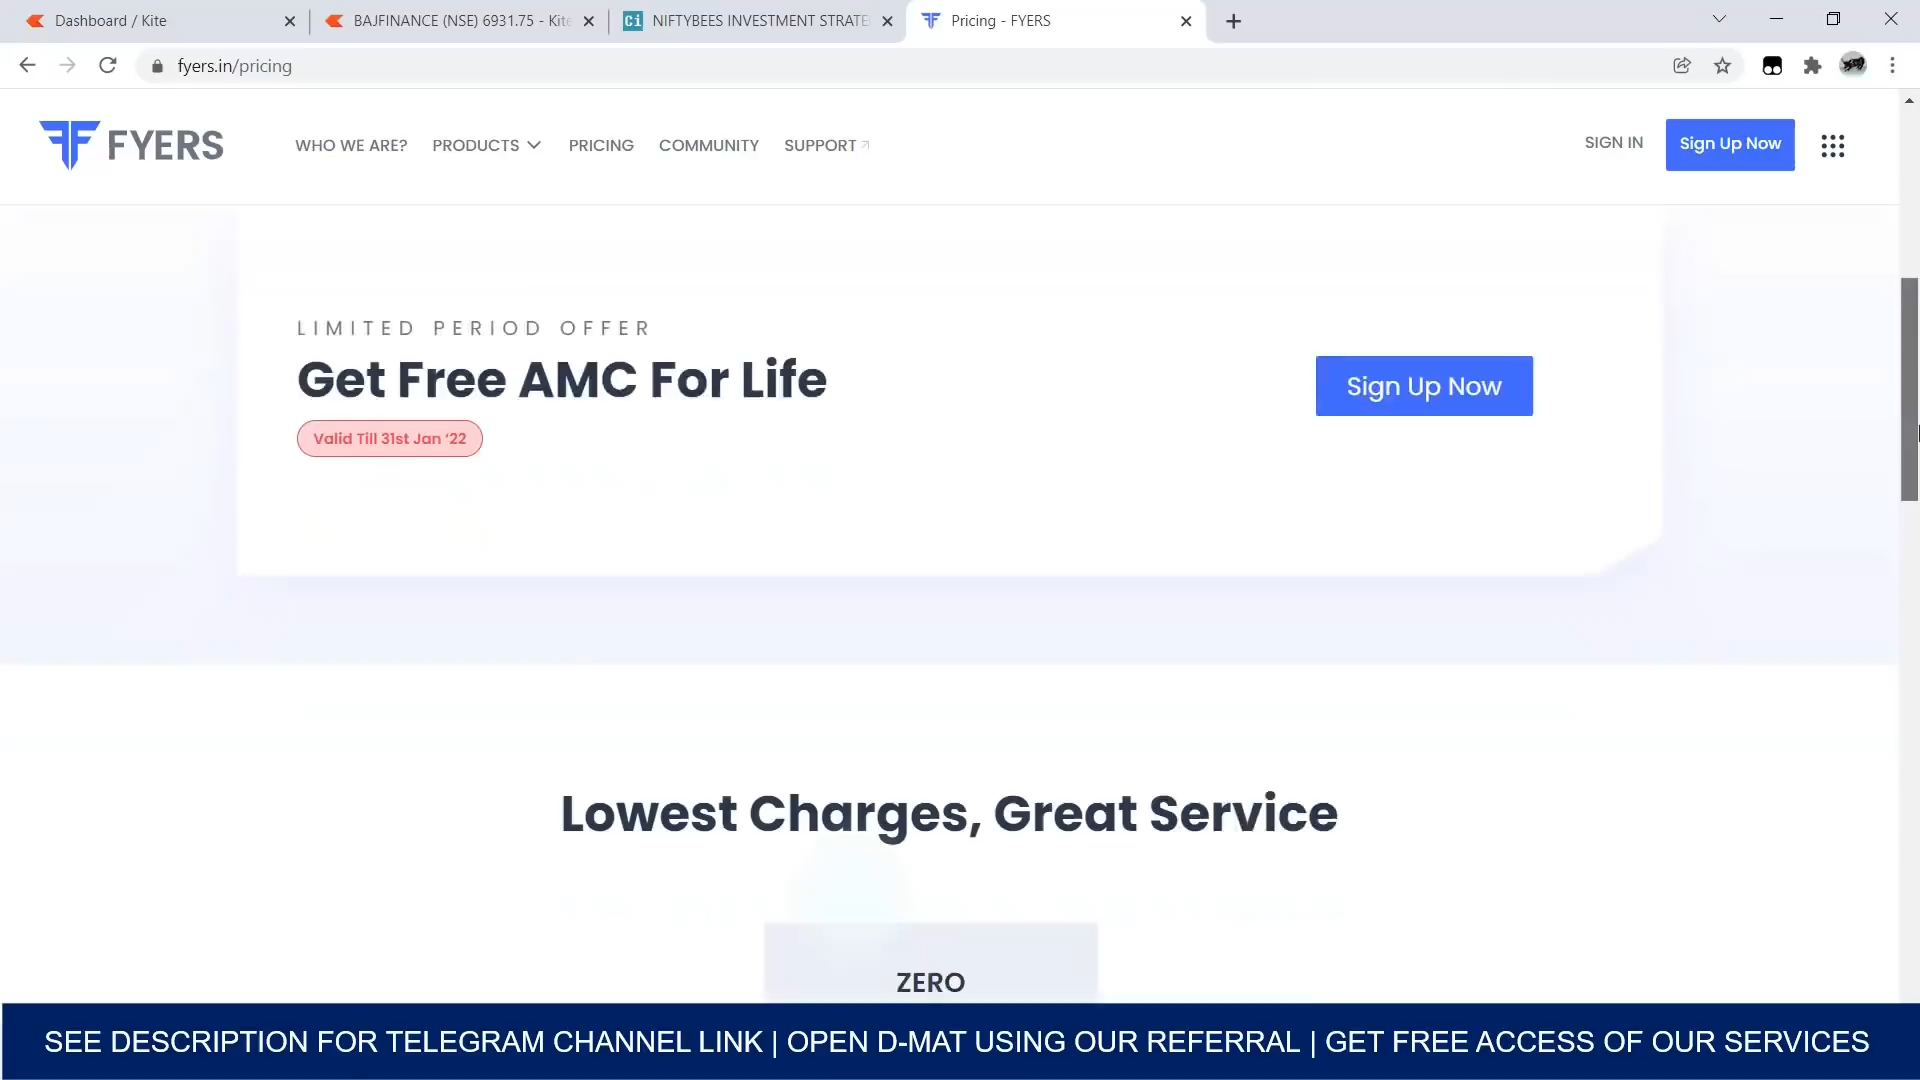 Dashboard / Kite
BAJFINANCE (NSE) 6931.75 - Kite
NIFTYBEES INVESTMENT STRATE
Pricing - FYERS
fyers.in/pricing
FYERS
WHO WE ARE?
PRODUCTS
PRICING
COMMUNITY
SUPPORT
SIGN IN
Sign Up Now
LIMITED PERIOD OFFER
Get Free AMC For Life
Valid Till 31st Jan ‘22
Sign Up Now
Lowest Charges, Great Service
ZERO
SEE DESCRIPTION FOR TELEGRAM CHANNEL LINK | OPEN D-MAT USING OUR REFERRAL | GET FREE ACCESS OF OUR SERVICES